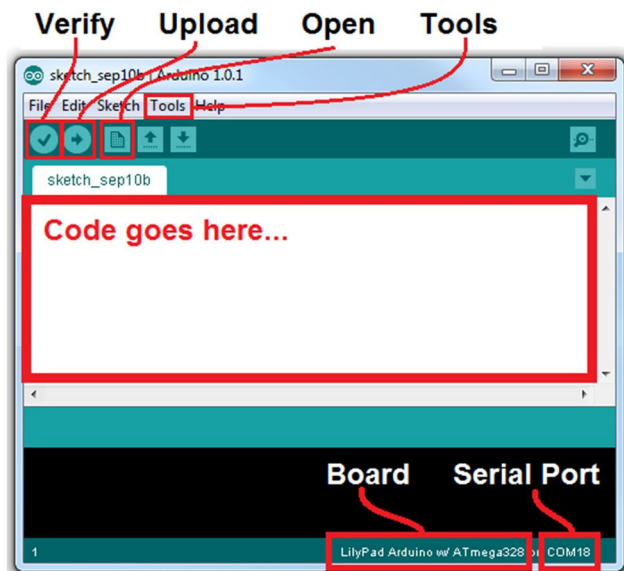 Verify Upload Open Tools
sketch_sep10b | Arduino 1.0.1
File Edit Sketch Tools Help
sketch_sep10b
Code goes here...
Board Serial Port
1 LilyPad Arduino w/ ATmega328 on COM18